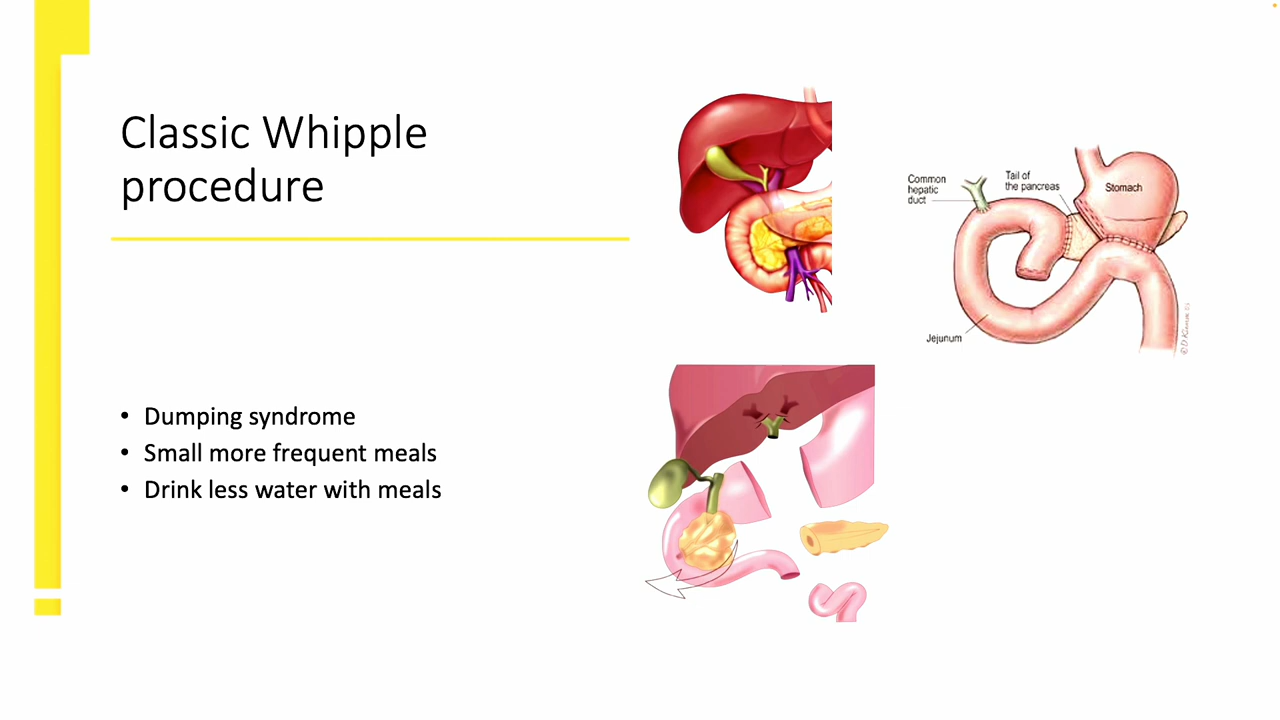 Classic Whipple
procedure
• Dumping syndrome
• Small more frequent meals
• Drink less water with meals
Common
hepatic
duct
Tail of
the pancreas
Stomach
Jejunum